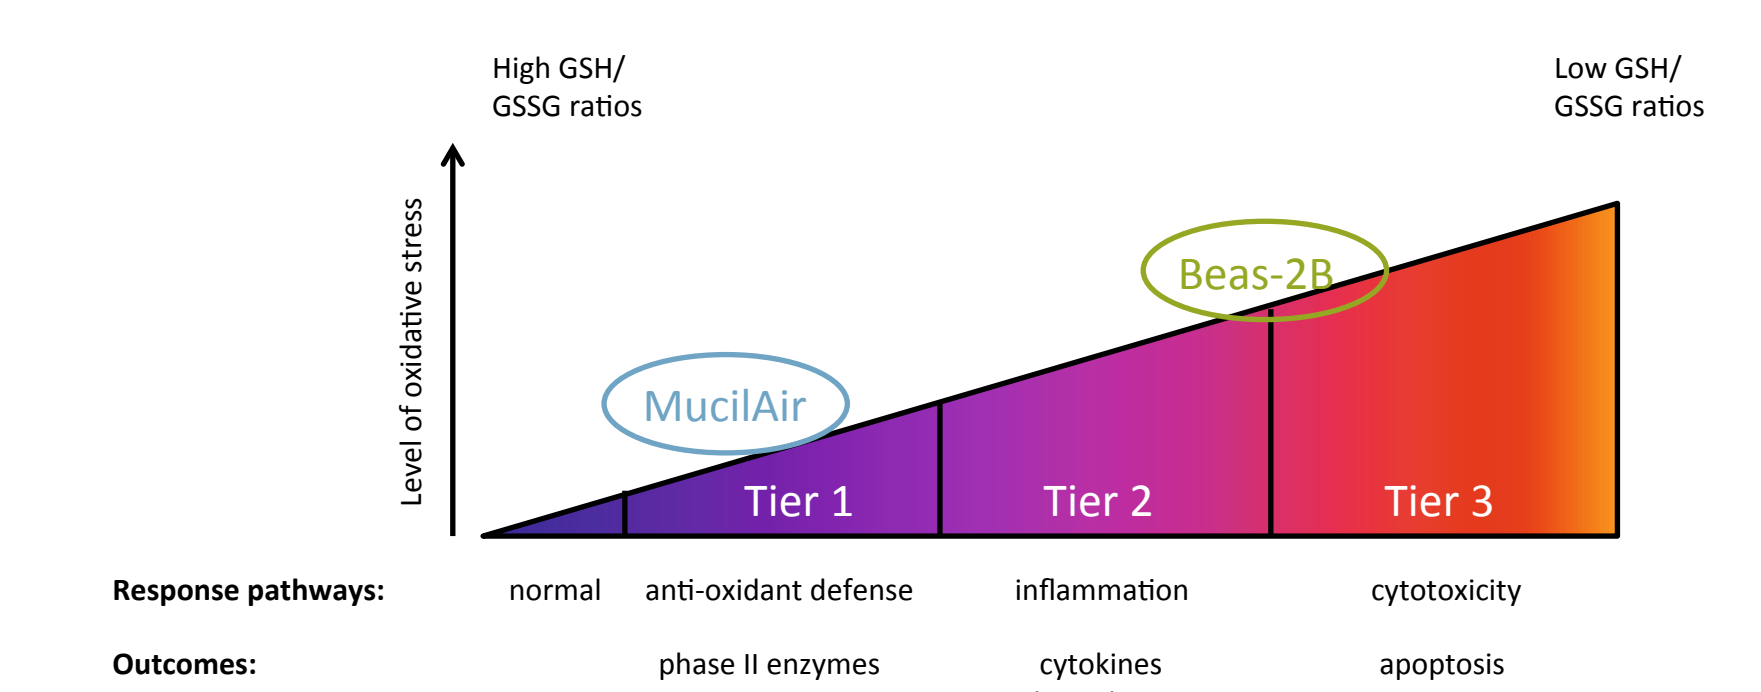 High GSH/
GSSG ratios
Low GSH/
GSSG ratios
Level of oxidative stress
Beas-2B
MucilAir
Tier 1
Tier 2
Tier 3
Response pathways: normal anti-oxidant defense inflammation cytotoxicity
Outcomes: phase II enzymes cytokines apoptosis